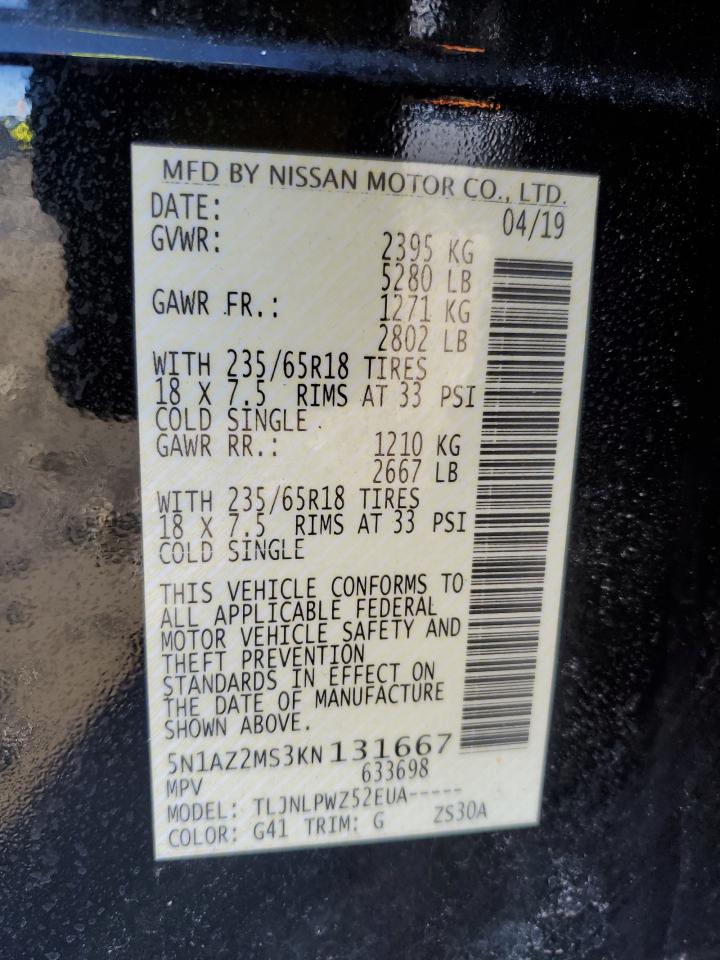 MFD BY NISSAN MOTOR CO., LTD.
DATE: 04/19
GVWR: 2395 KG
5280 LB
GAWR FR.: 1271 KG
2802 LB
WITH 235/65R18 TIRES
18 X 7.5 RIMS AT 33 PSI
COLD SINGLE
GAWR RR.: 1210 KG
2667 LB
WITH 235/65R18 TIRES
18 X 7.5 RIMS AT 33 PSI
COLD SINGLE
THIS VEHICLE CONFORMS TO
ALL APPLICABLE FEDERAL
MOTOR VEHICLE SAFETY AND
THEFT PREVENTION
STANDARDS IN EFFECT ON
THE DATE OF MANUFACTURE
SHOWN ABOVE.
5N1AZ2MS3KN 131667
MPV 633698
MODEL: TLJNLPWZ52EUA-----
COLOR: G41 TRIM: G ZS30A